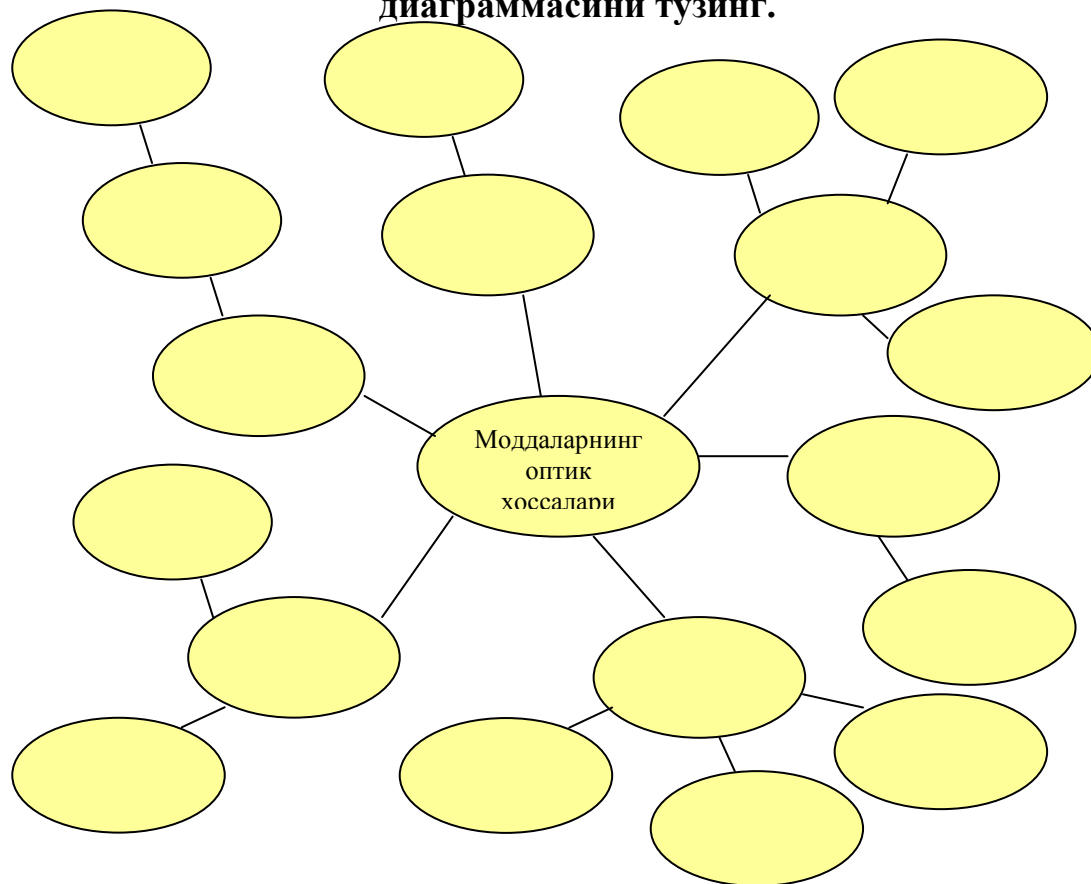 диаграммасини тузинг.
Моддаларнинг
оптик
хоссалари